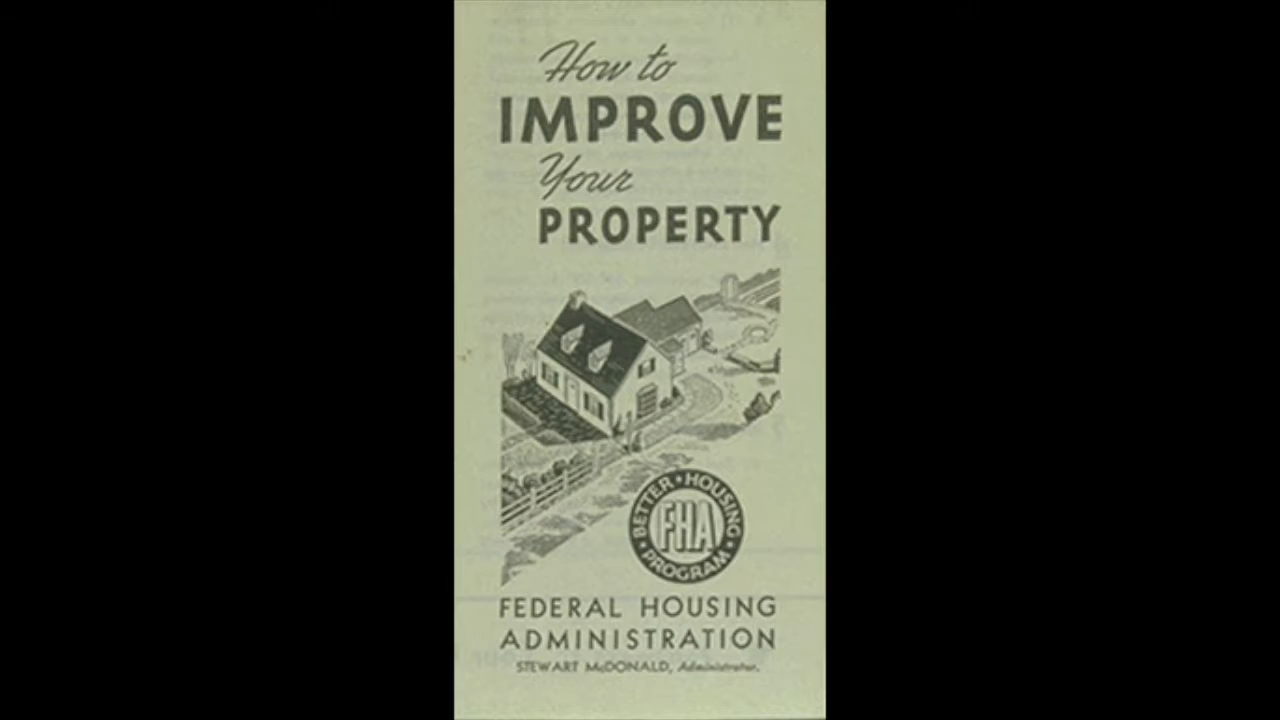 How to
IMPROVE
Your
PROPERTY
BETTER • HOUSING
FHA
• PROGRAM •
FEDERAL HOUSING
ADMINISTRATION
STEWART McDONALD, Administrator.